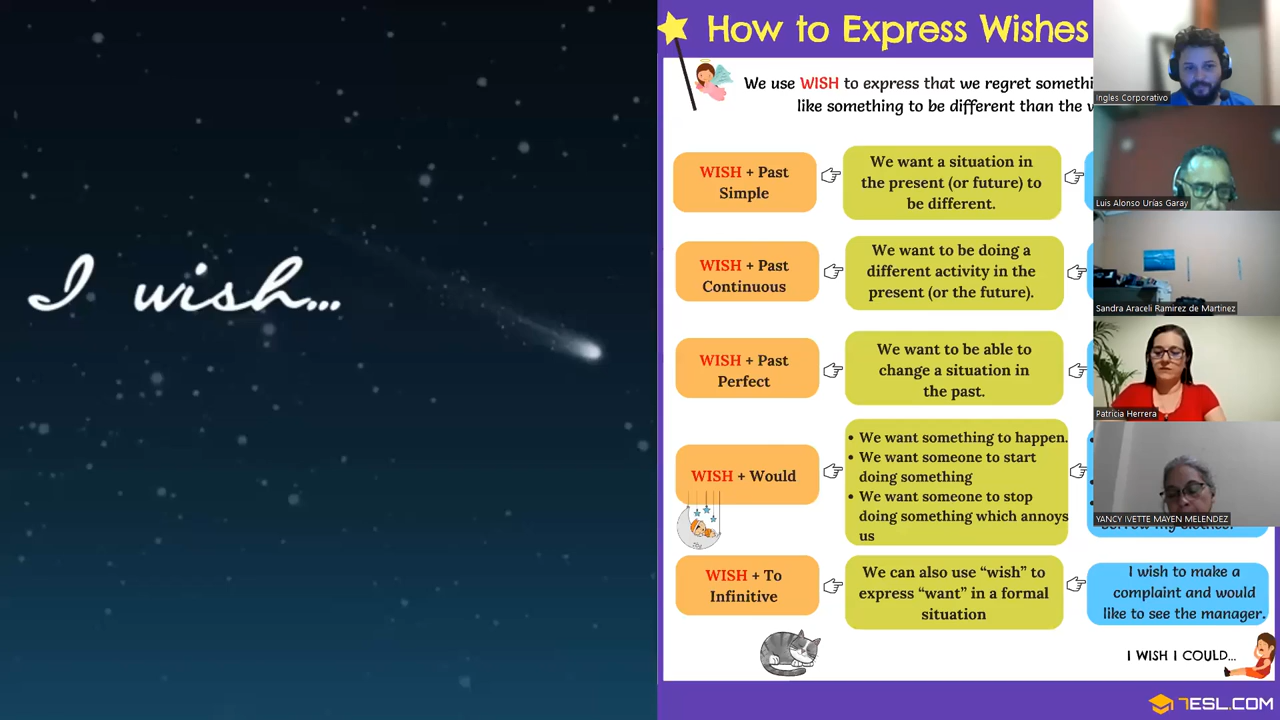 I wish...
How to Express Wishes
We use WISH to express that we regret somethi
like something to be different than the
WISH + Past
Simple
We want a situation in
the present (or future) to
be different.
WISH + Past
Continuous
We want to be doing a
different activity in the
present (or the future).
WISH + Past
Perfect
We want to be able to
change a situation in
the past.
WISH + Would
• We want something to happen.
• We want someone to start
doing something
• We want someone to stop
doing something which annoys
us
WISH + To
Infinitive
We can also use “wish” to
express “want” in a formal
situation
I wish to make a
complaint and would
like to see the manager.
I WISH I COULD...
7ESL.COM
Ingles Corporativo
Luis Alonso Urías Garay
Sandra Araceli Ramirez de Martinez
Patricia Herrera
YANCY IVETTE MAYEN MELENDEZ